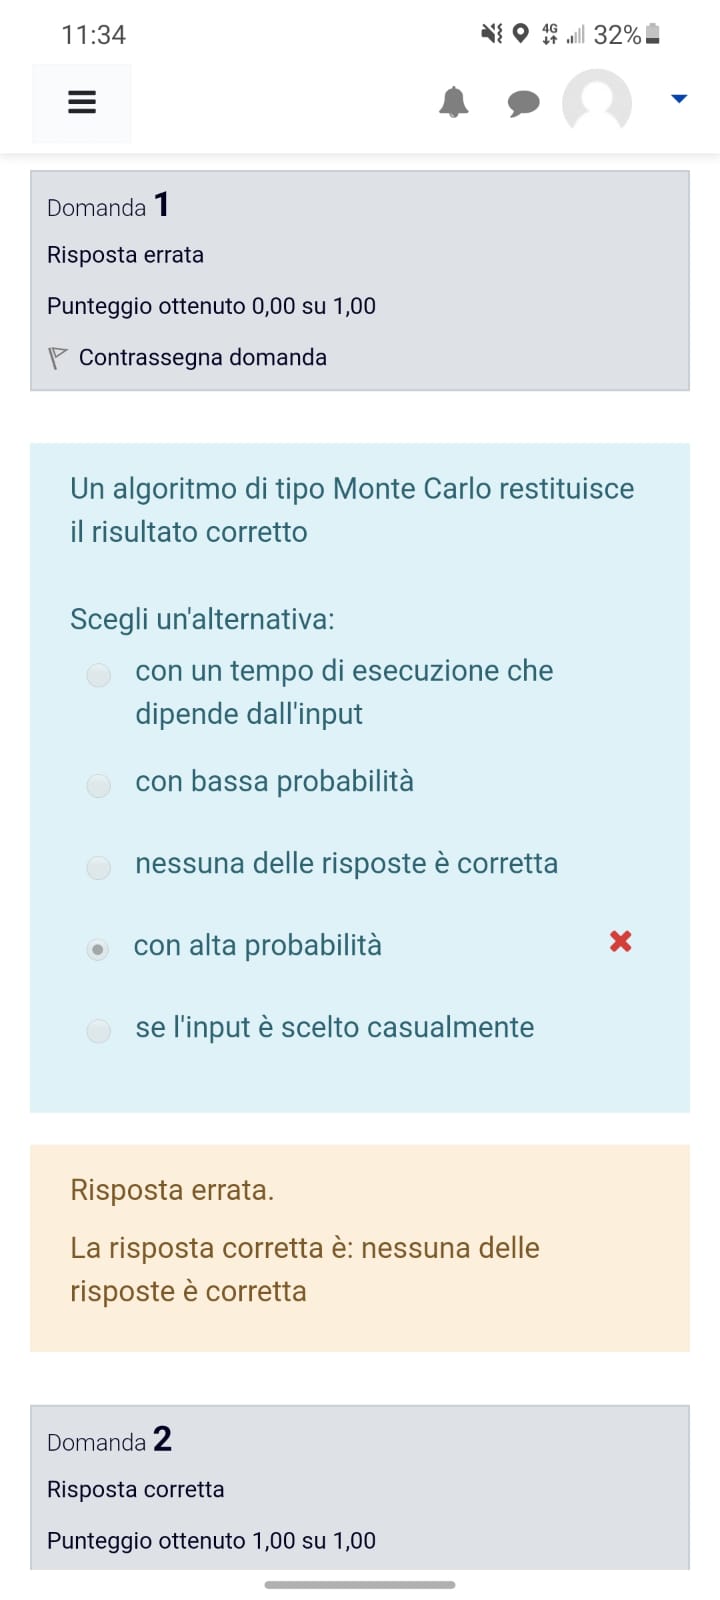 11:34
4G 32%
Domanda 1
Risposta errata
Punteggio ottenuto 0,00 su 1,00
Contrassegna domanda
Un algoritmo di tipo Monte Carlo restituisce
il risultato corretto
Scegli un'alternativa:
con un tempo di esecuzione che
dipende dall'input
con bassa probabilità
nessuna delle risposte è corretta
con alta probabilità
se l'input è scelto casualmente
Risposta errata.
La risposta corretta è: nessuna delle
risposte è corretta
Domanda 2
Risposta corretta
Punteggio ottenuto 1,00 su 1,00